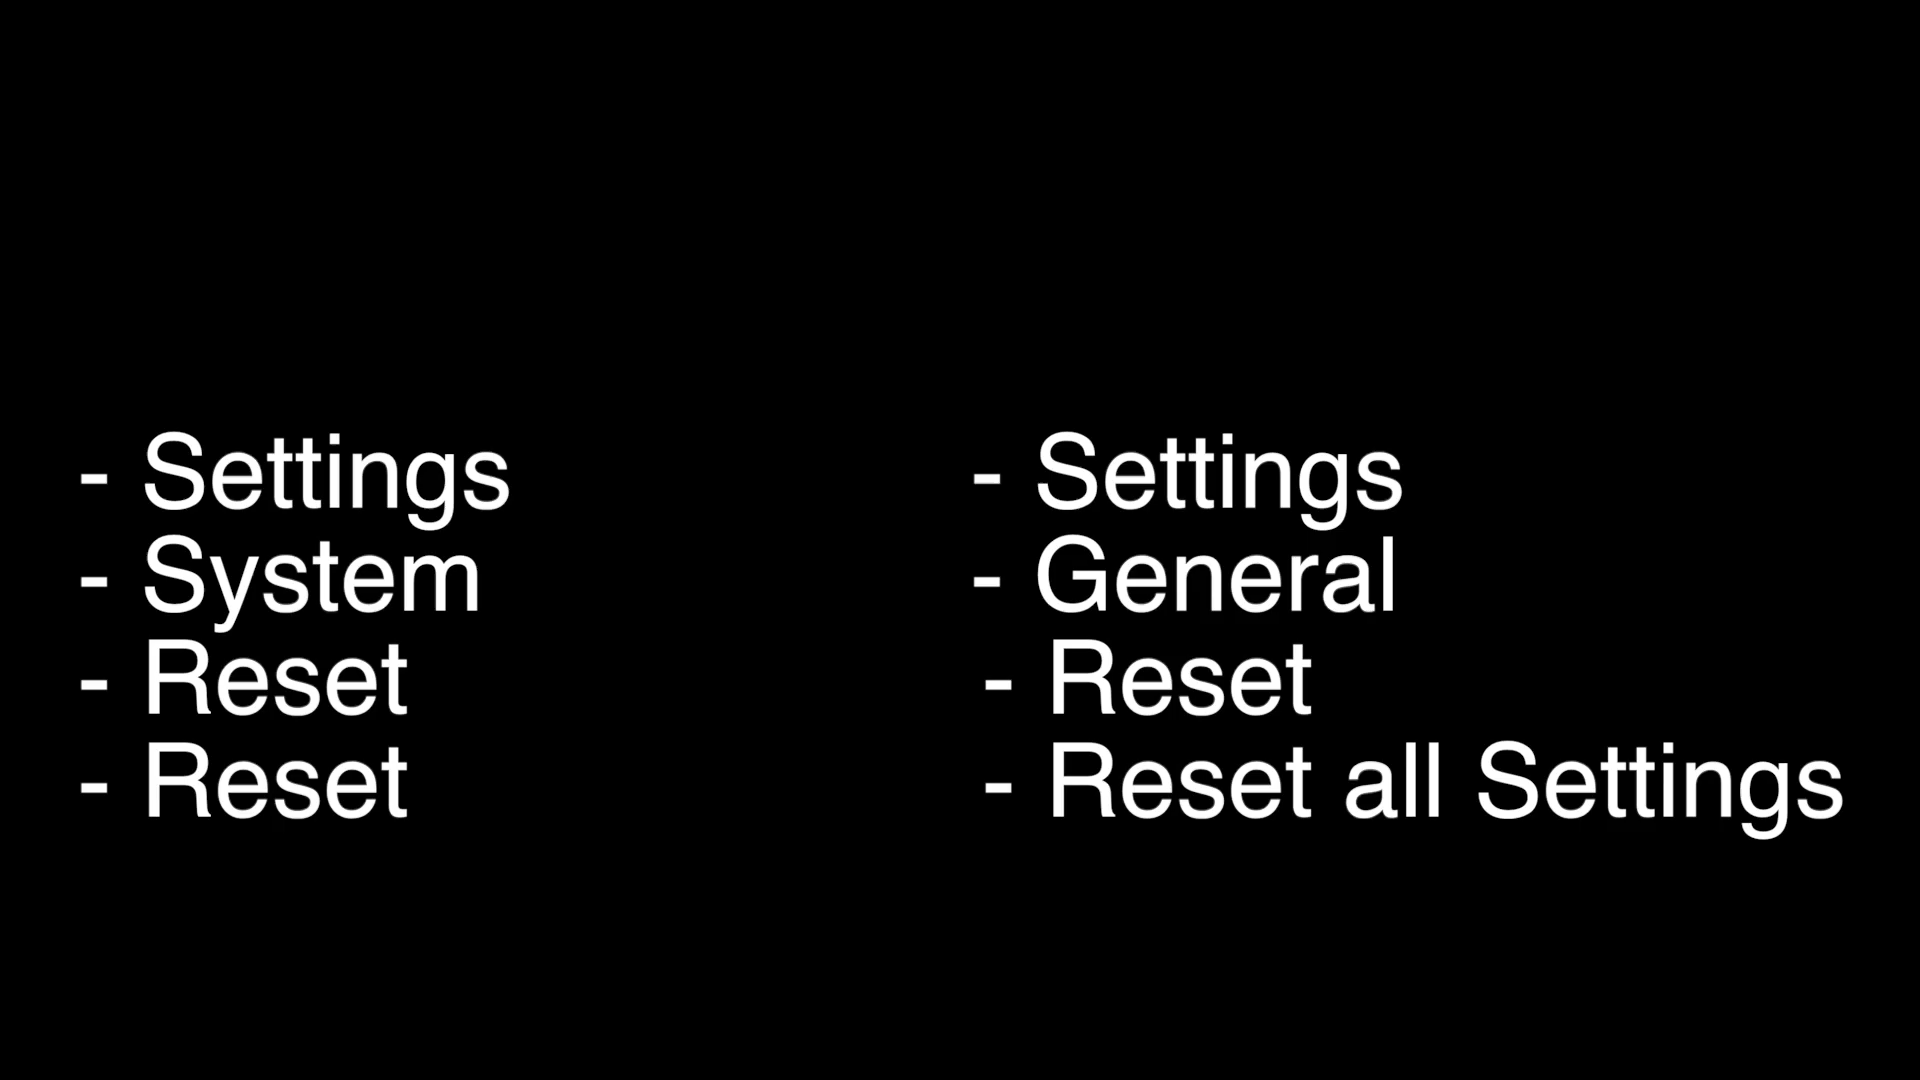 - Settings
- System
- Reset
- Reset
- Settings
- General
- Reset
- Reset all Settings